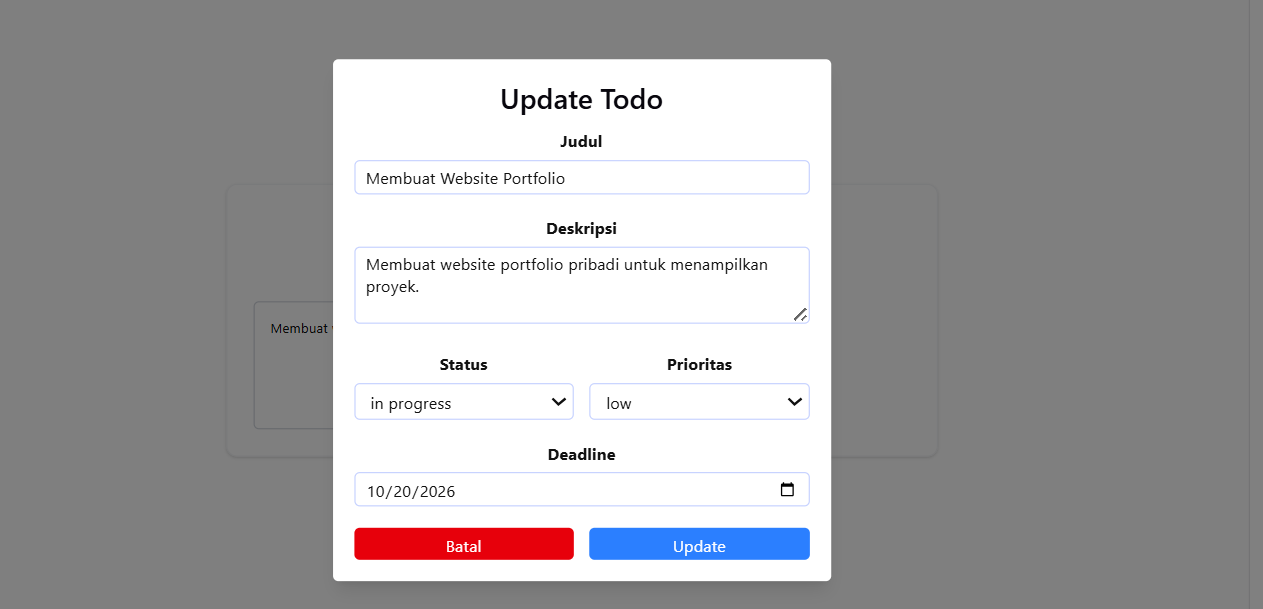 Update Todo
Judul
Membuat Website Portfolio
Deskripsi
Membuat website portfolio pribadi untuk menampilkan
proyek.
Membuat
Status Prioritas
in progress low
Deadline
10/20/2026
Batal Update